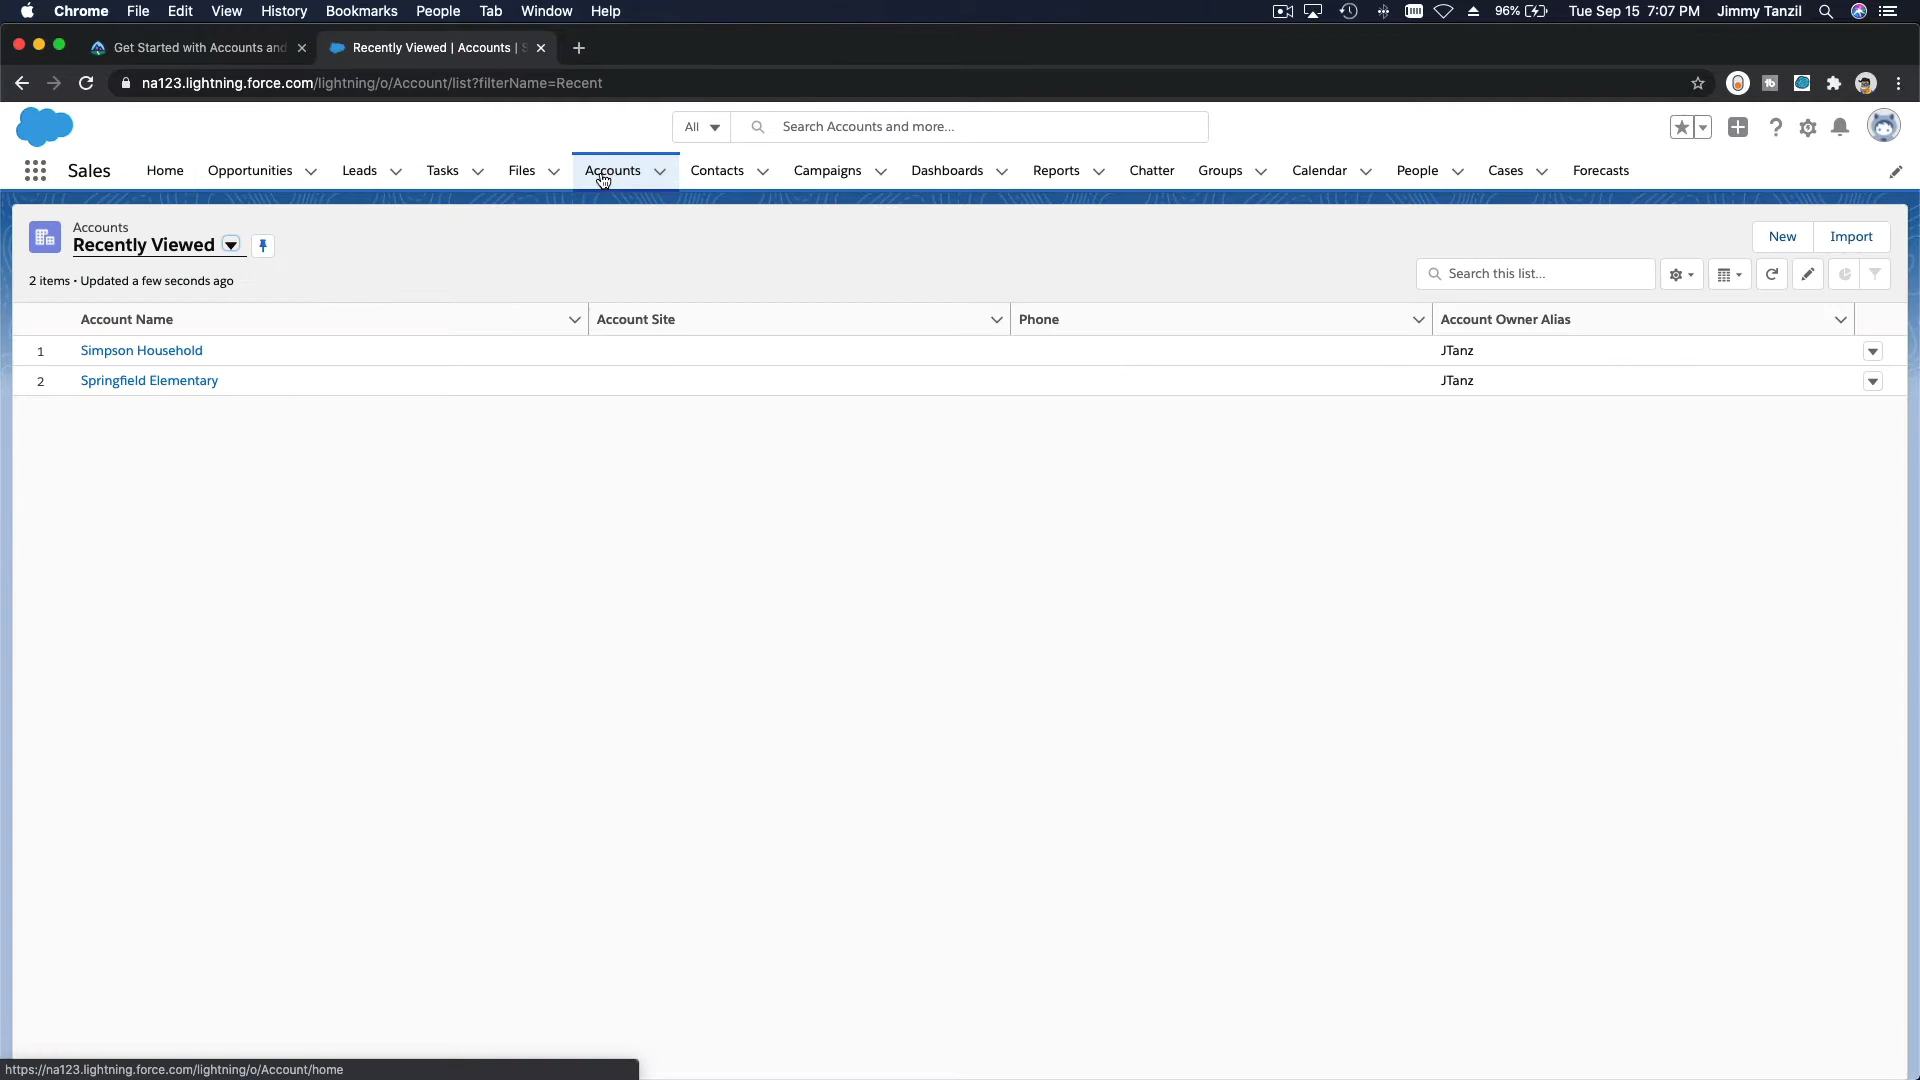 Chrome File Edit View History Bookmarks People Tab Window Help 96% Tue Sep 15 7:07 PM Jimmy Tanzil
Get Started with Accounts and Recently Viewed | Accounts |
na123.lightning.force.com/lightning/o/Account/list?filterName=Recent
All Search Accounts and more...
Sales Home Opportunities Leads Tasks Files Accounts Contacts Campaigns Dashboards Reports Chatter Groups Calendar People Cases Forecasts
Accounts
Recently Viewed
New Import
2 items • Updated a few seconds ago
Search this list...
Account Name Account Site Phone Account Owner Alias
1 Simpson Household JTanz
2 Springfield Elementary JTanz
https://na123.lightning.force.com/lightning/o/Account/home